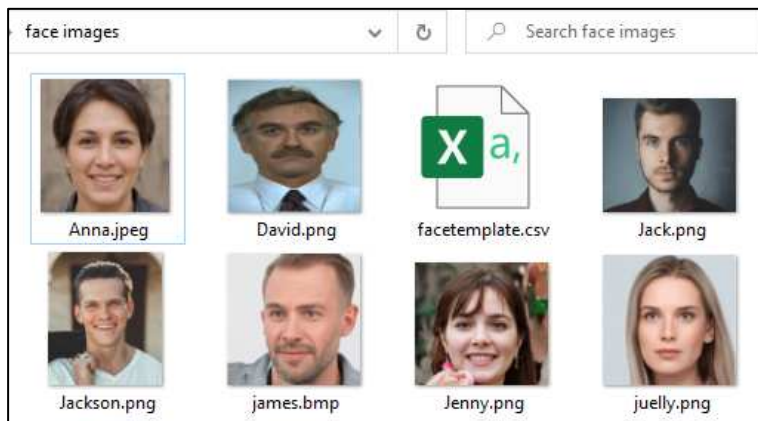 face images
Search face images
X a,
Anna.jpeg
David.png
facetemplate.csv
Jack.png
Jackson.png
james.bmp
Jenny.png
juelly.png